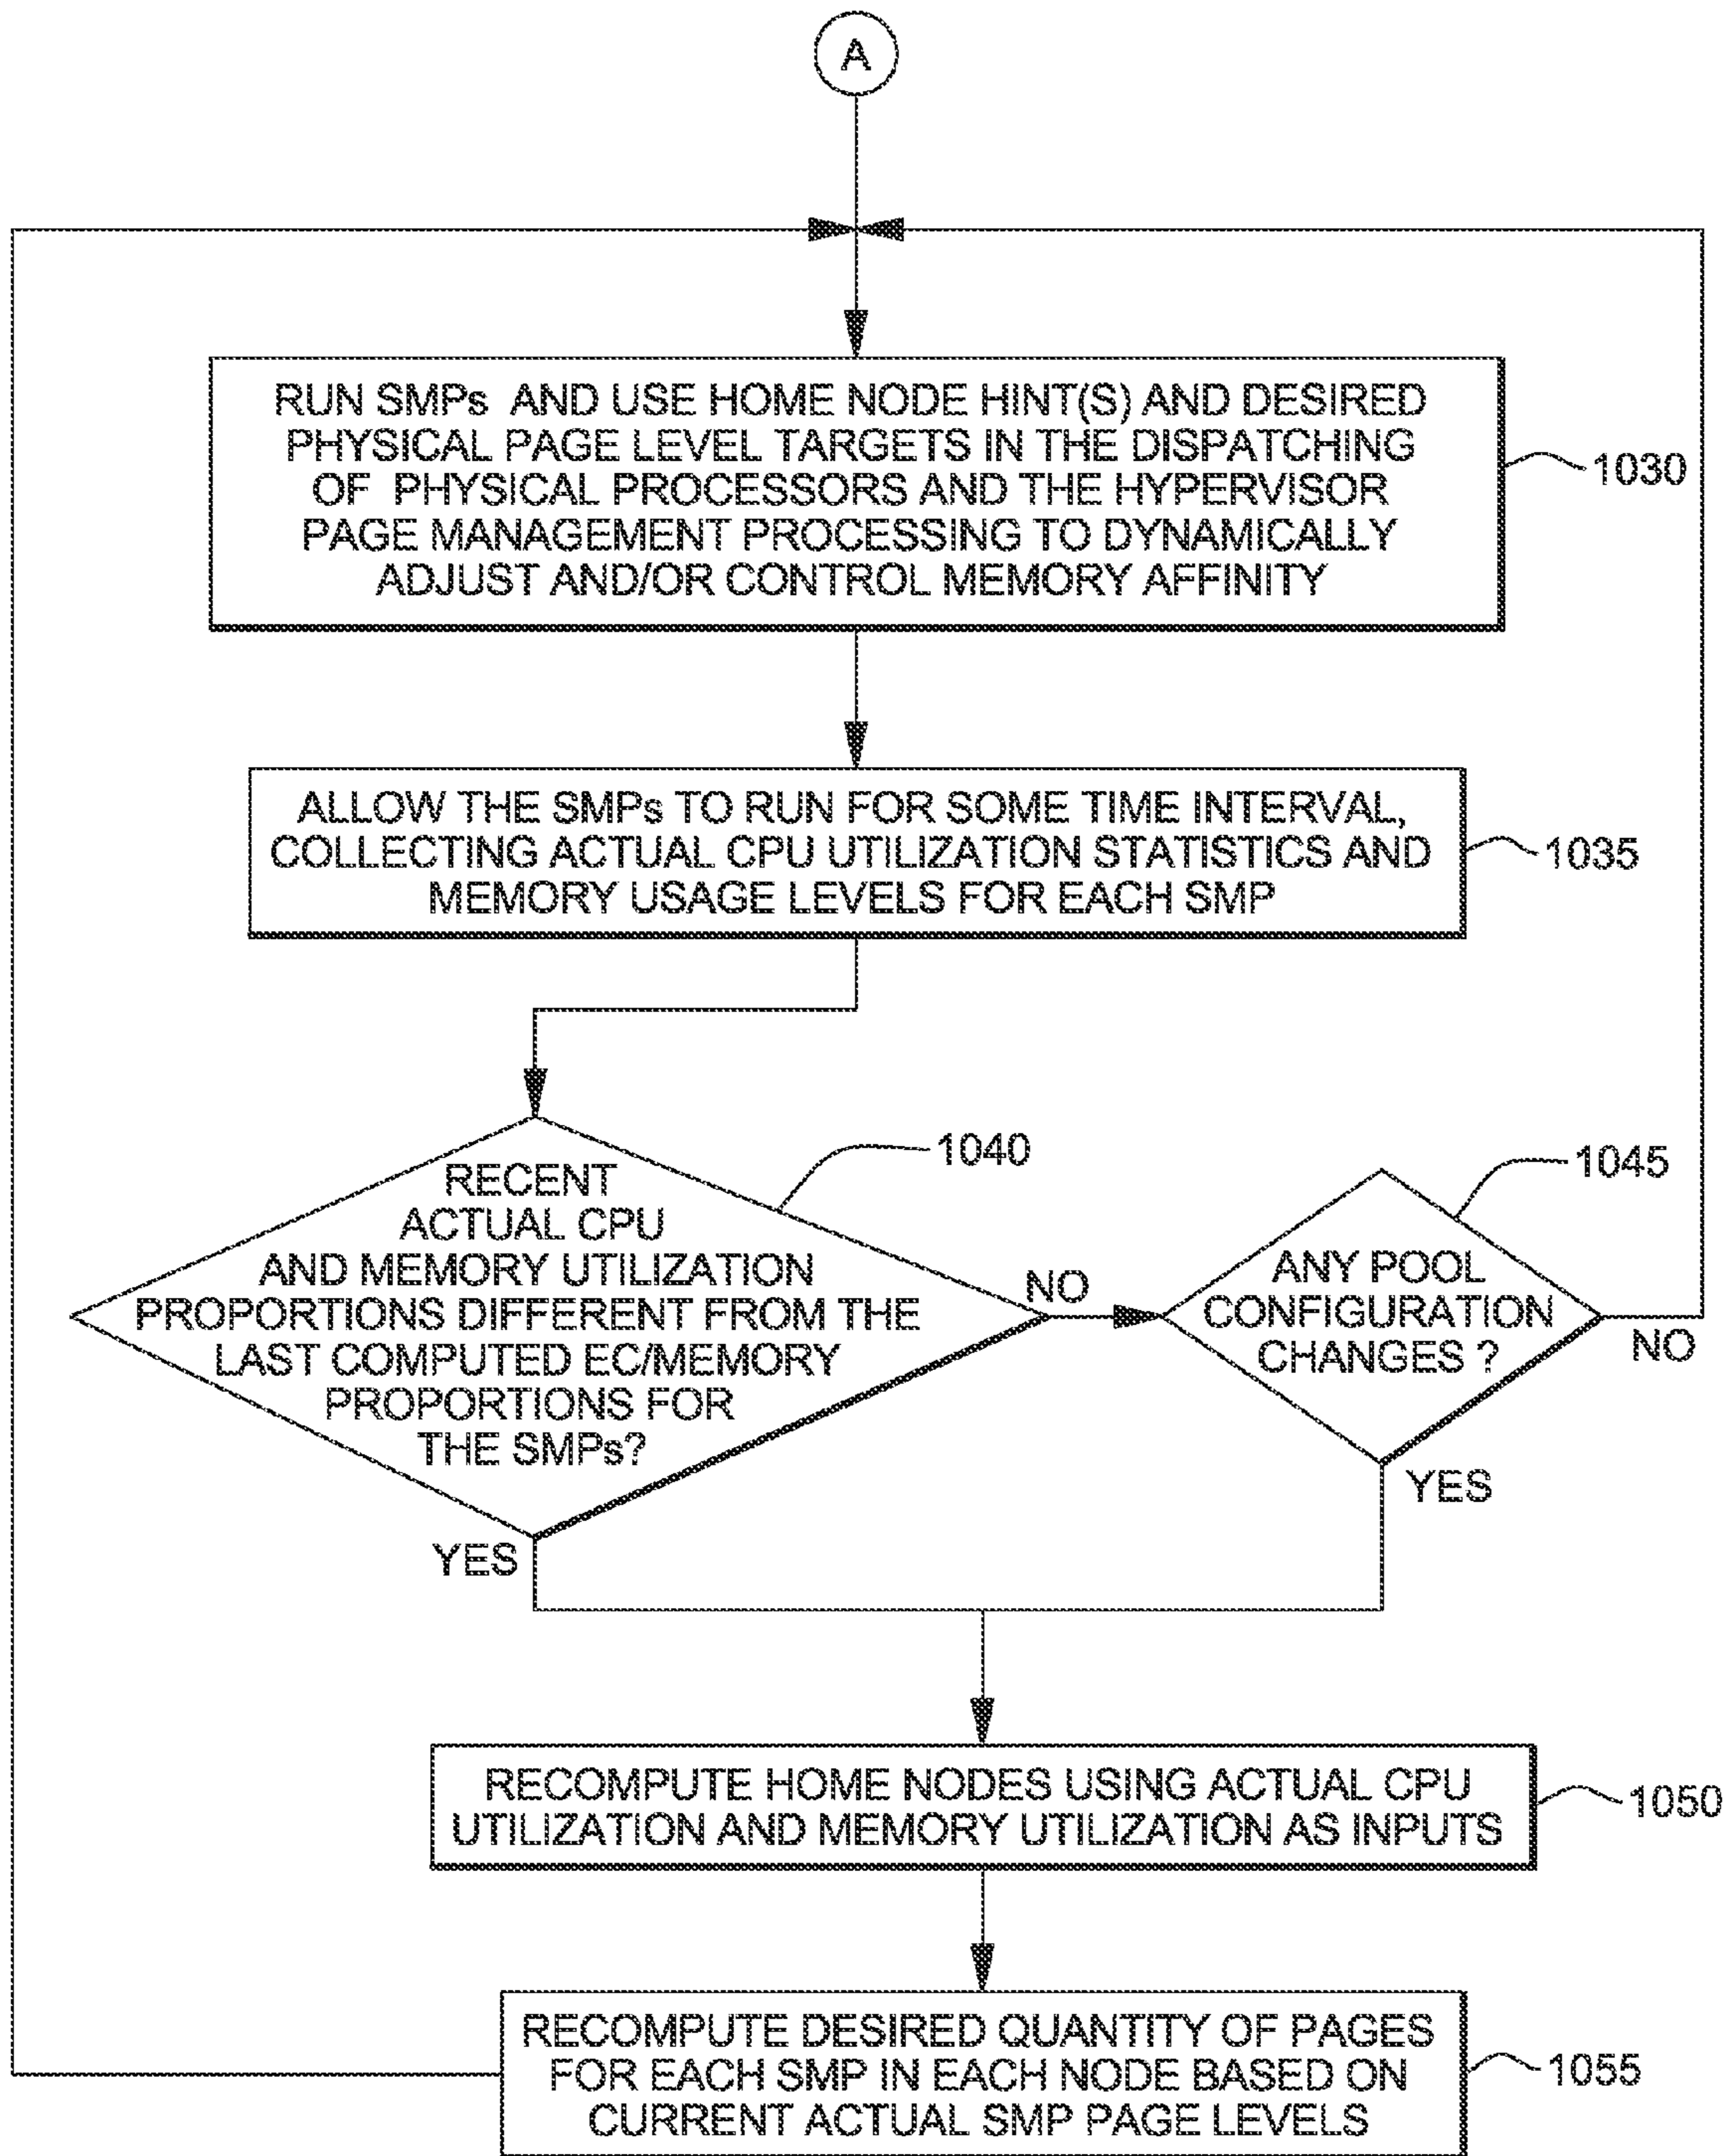 A
RUN SMPs AND USE HOME NODE HINT(S) AND DESIRED
PHYSICAL PAGE LEVEL TARGETS IN THE DISPATCHING
OF PHYSICAL PROCESSORS AND THE HYPERVISOR
PAGE MANAGEMENT PROCESSING TO DYNAMICALLY
ADJUST AND/OR CONTROL MEMORY AFFINITY
1030
ALLOW THE SMPs TO RUN FOR SOME TIME INTERVAL,
COLLECTING ACTUAL CPU UTILIZATION STATISTICS AND
MEMORY USAGE LEVELS FOR EACH SMP
1035
RECENT
ACTUAL CPU
AND MEMORY UTILIZATION
PROPORTIONS DIFFERENT FROM THE
LAST COMPUTED EC/MEMORY
PROPORTIONS FOR
THE SMPs?
1040
NO
YES
ANY POOL
CONFIGURATION
CHANGES ?
1045
NO
YES
RECOMPUTE HOME NODES USING ACTUAL CPU
UTILIZATION AND MEMORY UTILIZATION AS INPUTS
1050
RECOMPUTE DESIRED QUANTITY OF PAGES
FOR EACH SMP IN EACH NODE BASED ON
CURRENT ACTUAL SMP PAGE LEVELS
1055